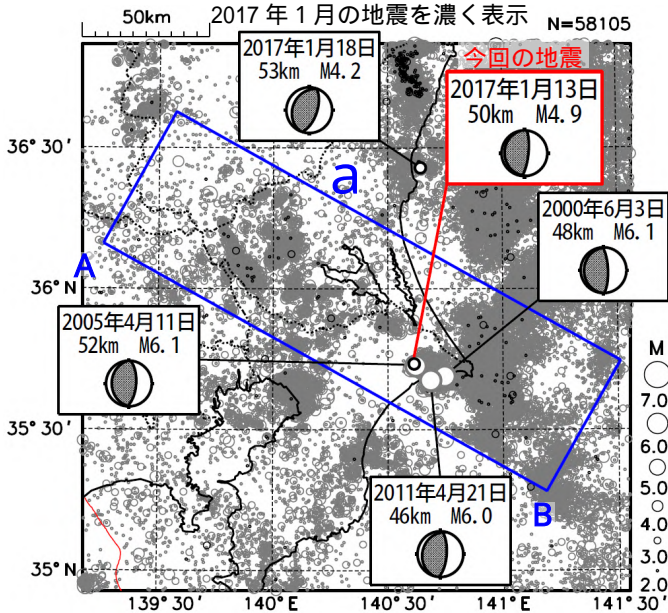 50km
2017 年 1 月の地震を濃く表示
N=58105
2017年1月18日
53km M4.2
今回の地震
2017年1月13日
50km M4.9
36°30'
a
2000年6月3日
48km M6.1
A
36°N
2005年4月11日
52km M6.1
M
7.0
6.0
5.0
4.0
3.0
2.0
35°30'
2011年4月21日
46km M6.0
B
35°N
139°30'
140°E
140°30'
141°E
141°30'